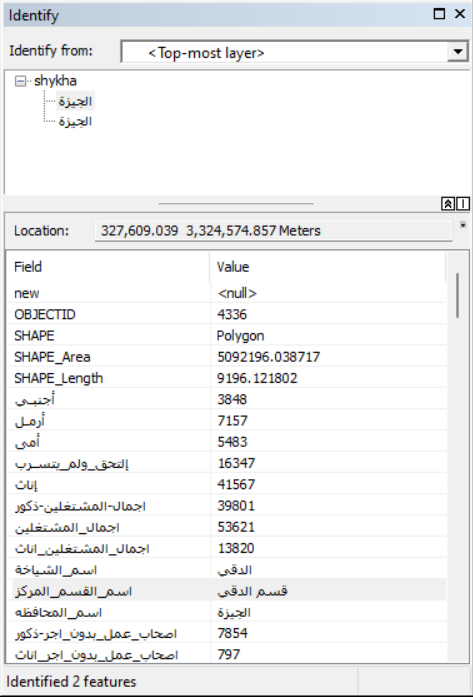 Identify
Identify from: <Top-most layer>
shykha
الجيزة
الجيزة
Location: 327,609.039 3,324,574.857 Meters
Field Value
new <null>
OBJECTID 4336
SHAPE Polygon
SHAPE_Area 5092196.038717
SHAPE_Length 9196.121802
أجنبي 3848
أرمل 7157
أمى 5483
إلتحق_ولم_يتسرب 16347
إناث 41567
اجمال-المشتغلين-ذكور 39801
اجمال_المشتغلين 53621
اجمال_المشتغلين_اناث 13820
اسم_الشياخة الدقي
اسم_القسم_المركز قسم الدقي
اسم_المحافظه الجيزة
اصحاب_عمل_بدون_اجر-ذكور 7854
اصحاب_عمل_بدون_اجر_اناث 797
Identified 2 features